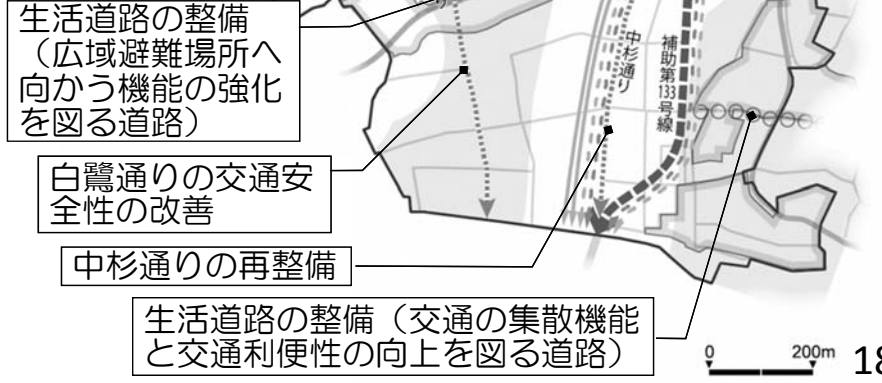 生活道路の整備
（広域避難場所へ
向かう機能の強化
を図る道路）
中杉通り
補助第133号線
白鷺通りの交通安
全性の改善
中杉通りの再整備
生活道路の整備（交通の集散機能
と交通利便性の向上を図る道路）
0 200m
18